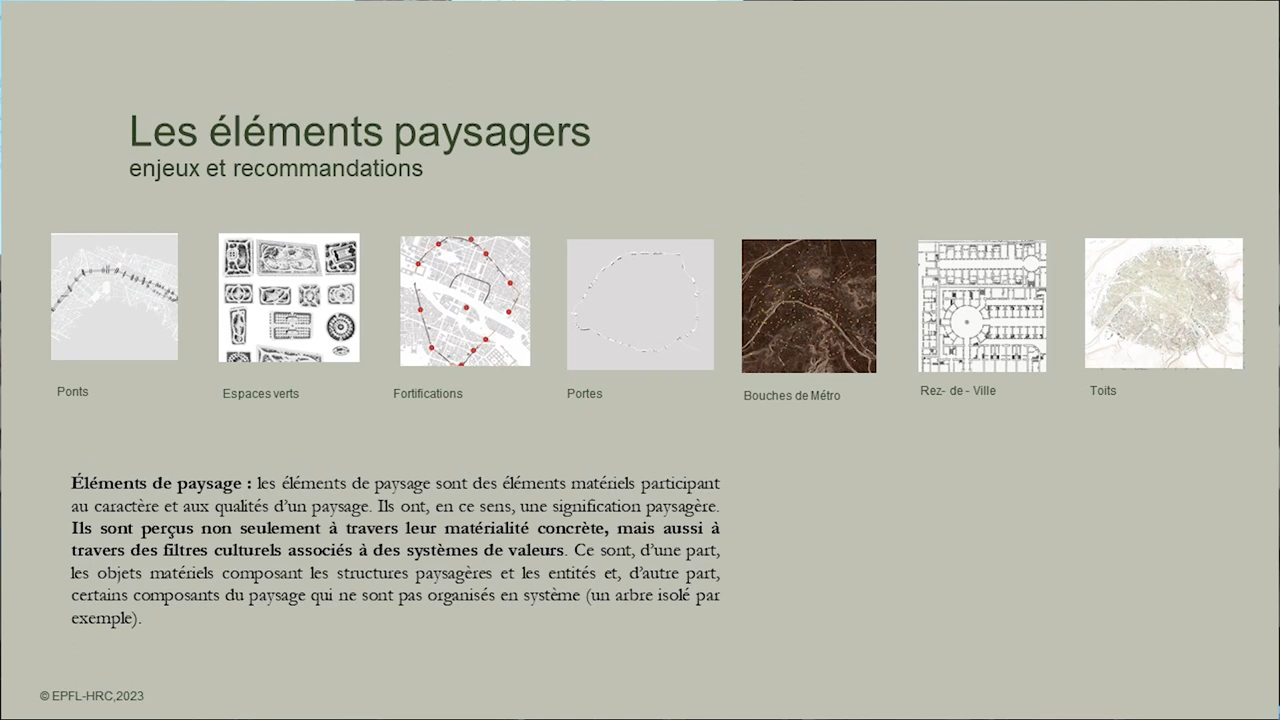 Les éléments paysagers
enjeux et recommandations
Ponts
Espaces verts
Fortifications
Portes
Bouches de Métro
Rez- de - Ville
Toits
Éléments de paysage : les éléments de paysage sont des éléments matériels participant
au caractère et aux qualités d’un paysage. Ils ont, en ce sens, une signification paysagère.
Ils sont perçus non seulement à travers leur matérialité concrète, mais aussi à
travers des filtres culturels associés à des systèmes de valeurs. Ce sont, d’une part,
les objets matériels composant les structures paysagères et les entités et, d’autre part,
certains composants du paysage qui ne sont pas organisés en système (un arbre isolé par
exemple).
© EPFL-HRC,2023